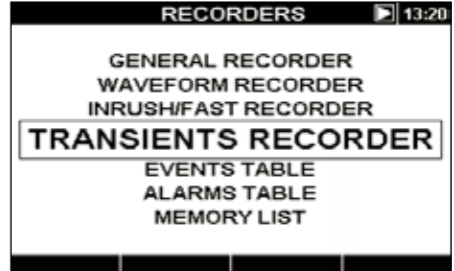 RECORDERS 13:20
GENERAL RECORDER
WAVEFORM RECORDER
INRUSH/FAST RECORDER
TRANSIENTS RECORDER
EVENTS TABLE
ALARMS TABLE
MEMORY LIST